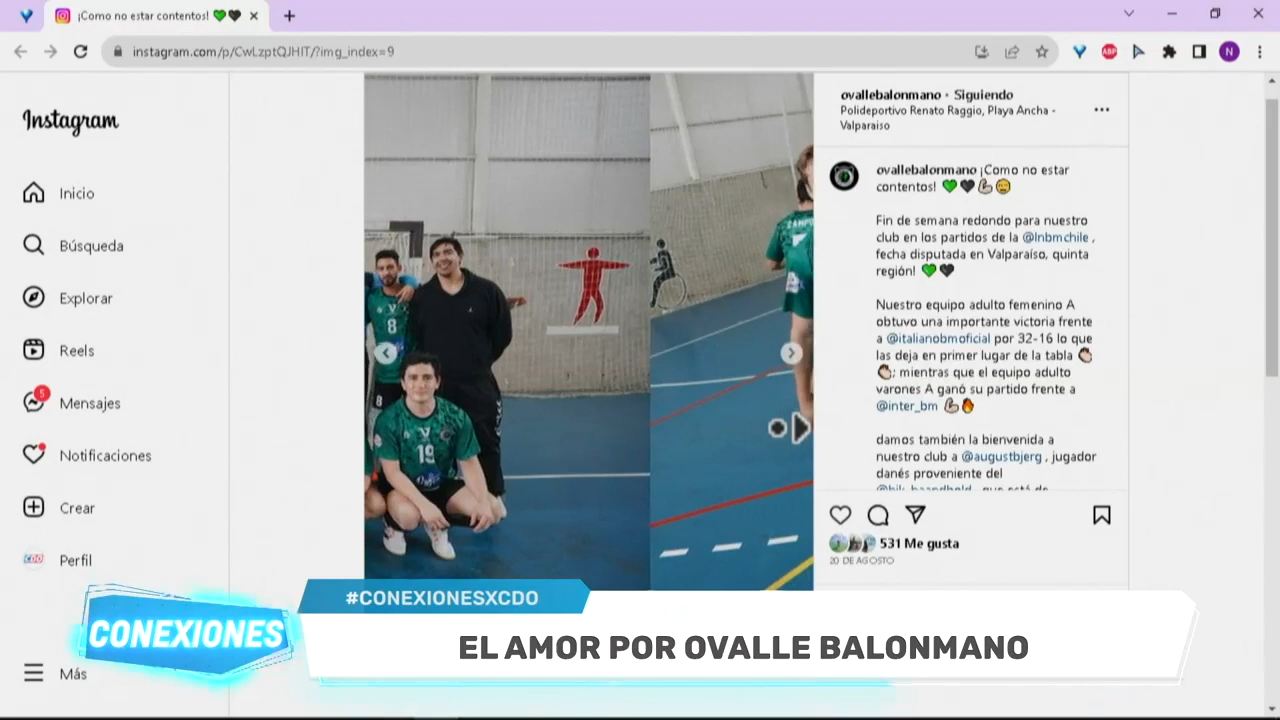 ¡Como no estar contentos! 💚🖤
instagram.com/p/CwLzptQJHIT/?img_index=9
ABP
N
Instagram
Inicio
Búsqueda
Explorar
Reels
5
Mensajes
Notificaciones
Crear
CDO
Perfil
Más
8
8
19
ovallebalonmano • Siguiendo
Polideportivo Renato Raggio, Playa Ancha -
Valparaiso
ovallebalonmano ¡Como no estar
contentos! 💚🖤💪😄
Fin de semana redondo para nuestro
club en los partidos de la @lnbmchile ,
fecha disputada en Valparaíso, quinta
región! 💚🖤
Nuestro equipo adulto femenino A
obtuvo una importante victoria frente
a @italianobmoficial por 32-16 lo que
las deja en primer lugar de la tabla 👏
👏; mientras que el equipo adulto
varones A ganó su partido frente a
@inter_bm 💪🔥
damos también la bienvenida a
nuestro club a @augustbjerg , jugador
danés proveniente del
531 Me gusta
20 DE AGOSTO
#CONEXIONESXCDO
CONEXIONES
EL AMOR POR OVALLE BALONMANO